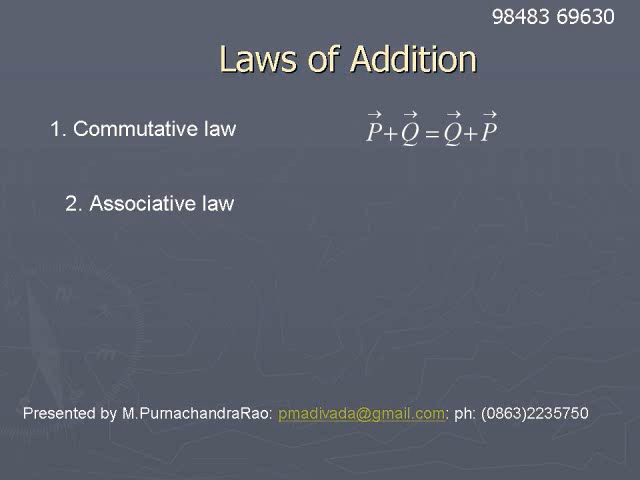 98483 69630
Laws of Addition
1. Commutative law
P⃗ + Q⃗ = Q⃗ + P⃗
2. Associative law
Presented by M.PurnachandraRao: pmadivada@gmail.com: ph: (0863)2235750